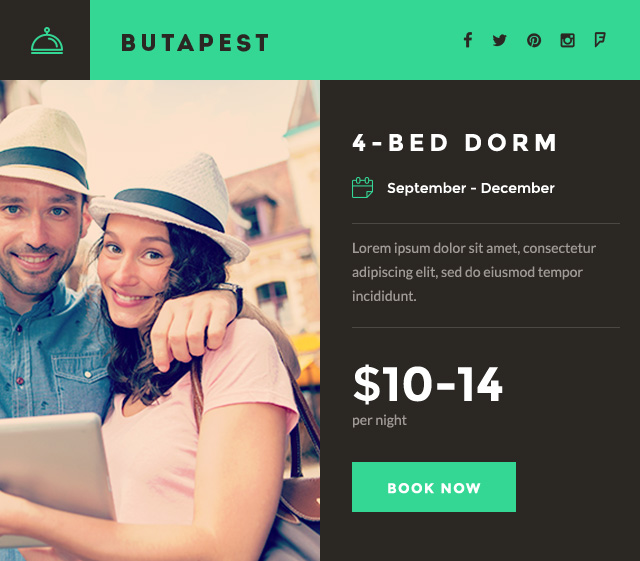 BUTAPEST
4-BED DORM
September - December
Lorem ipsum dolor sit amet, consectetur
adipiscing elit, sed do eiusmod tempor
incididunt.
$10-14
per night
BOOK NOW